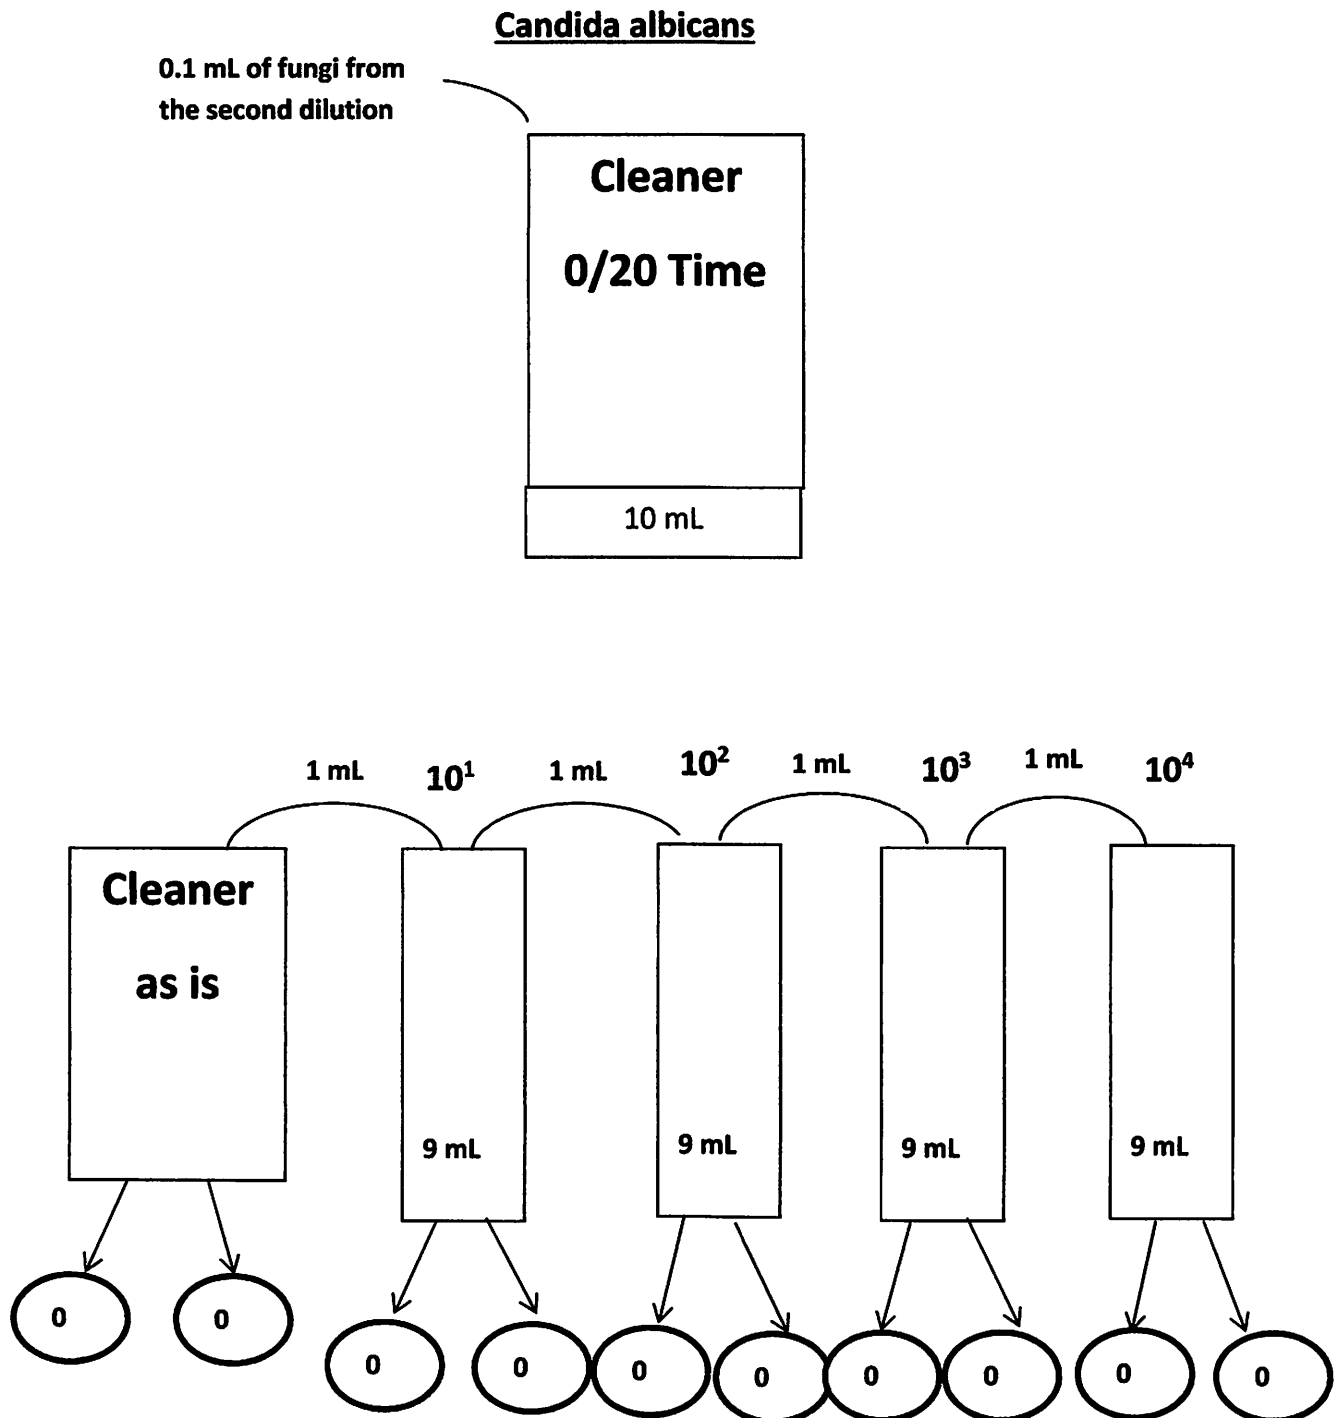 Candida albicans
0.1 mL of fungi from
the second dilution
Cleaner
0/20 Time
10 mL
1 mL
10¹
1 mL
10²
1 mL
10³
1 mL
10⁴
Cleaner
as is
9 mL
9 mL
9 mL
9 mL
0
0
0
0
0
0
0
0
0
0